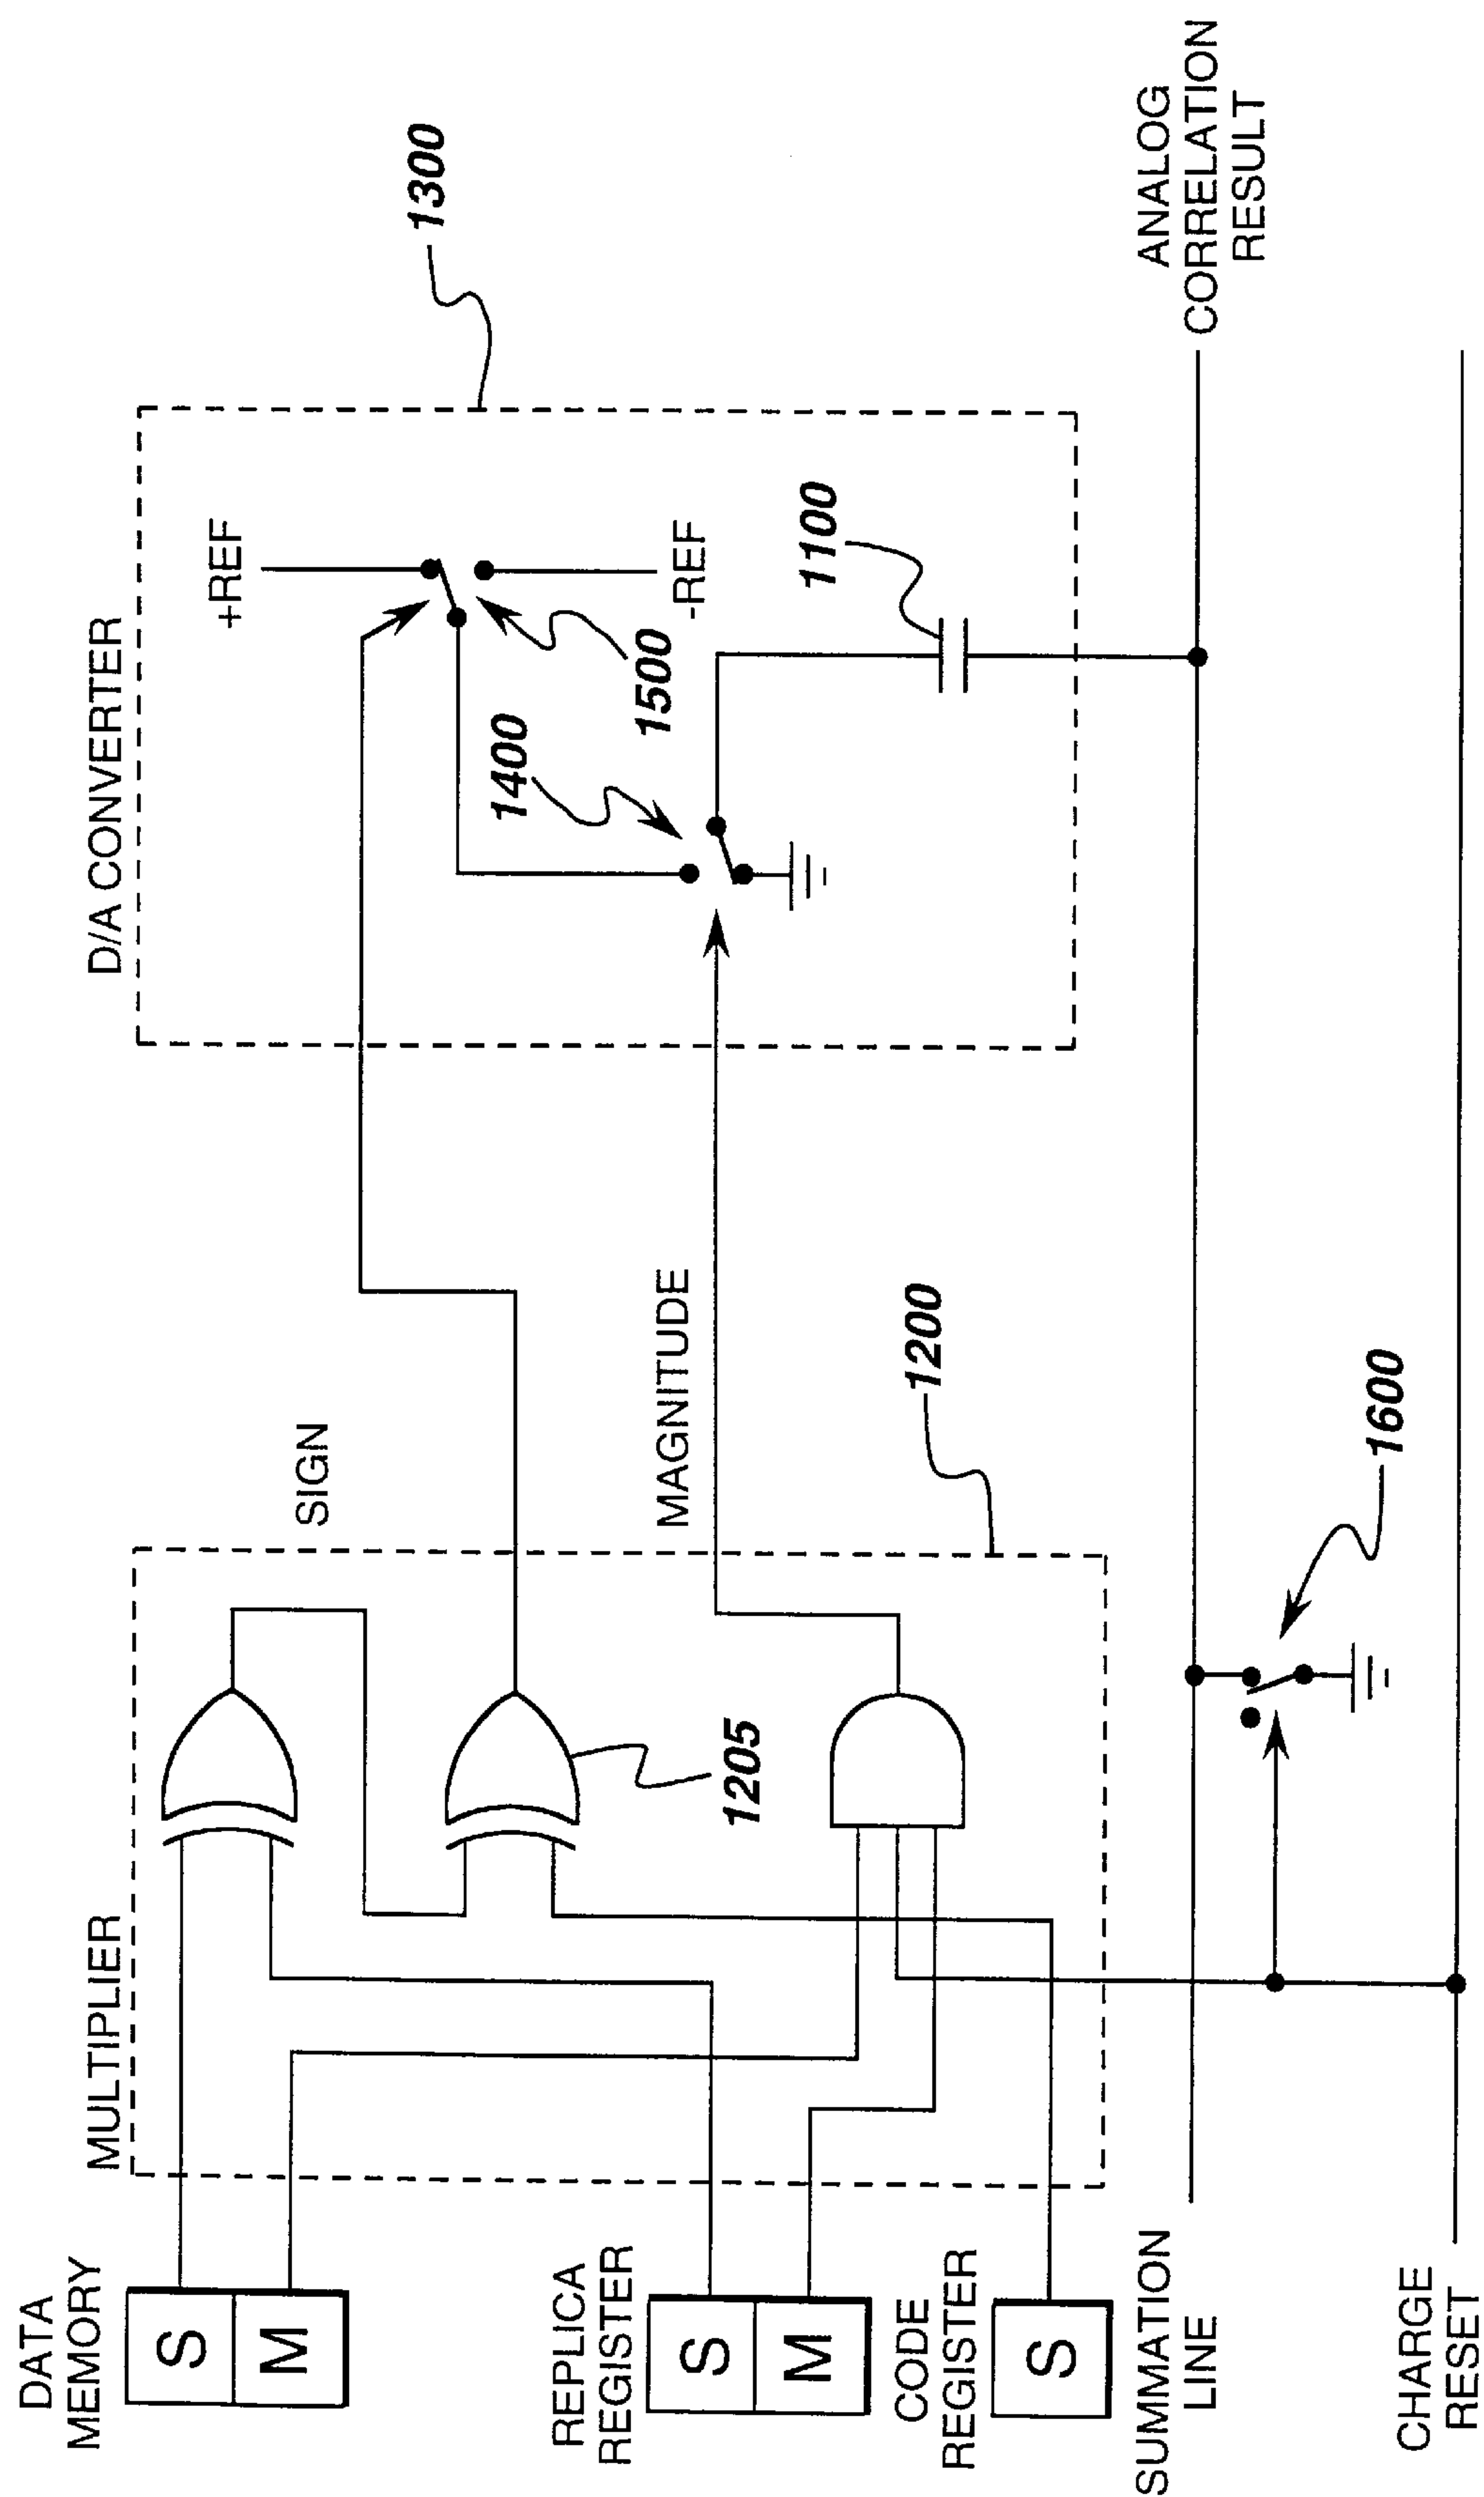 DATA
MEMORY
S
M
REPLICA
REGISTER
S
M
CODE
REGISTER
S
SUMMATION
LINE
CHARGE
RESET
MULTIPLIER
1205
1200
SIGN
MAGNITUDE
1600
D/A CONVERTER
+REF
-REF
1400
1500
1100
1300
ANALOG
CORRELATION
RESULT